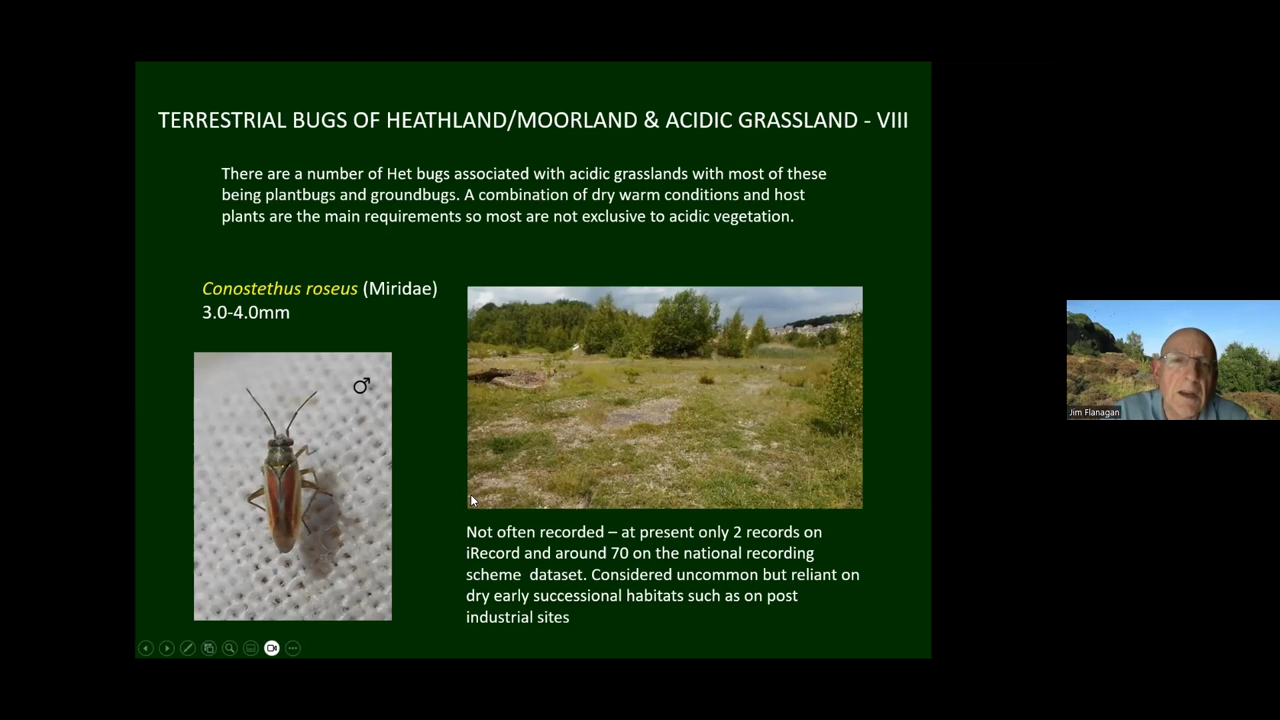 TERRESTRIAL BUGS OF HEATHLAND/MOORLAND & ACIDIC GRASSLAND - VIII
There are a number of Het bugs associated with acidic grasslands with most of these
being plantbugs and groundbugs. A combination of dry warm conditions and host
plants are the main requirements so most are not exclusive to acidic vegetation.
Conostethus roseus (Miridae)
3.0-4.0mm
♂
Not often recorded – at present only 2 records on
iRecord and around 70 on the national recording
scheme dataset. Considered uncommon but reliant on
dry early successional habitats such as on post
industrial sites
Jim Flanagan